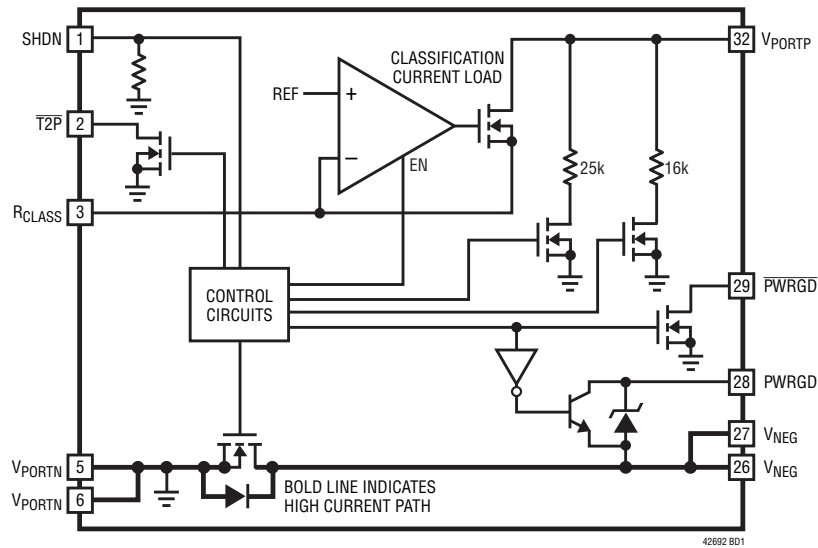 SHDN 1
T2P 2
RCLASS 3
VPORTN 5
VPORTN 6
REF
+
–
EN
CLASSIFICATION
CURRENT LOAD
25k
16k
CONTROL
CIRCUITS
BOLD LINE INDICATES
HIGH CURRENT PATH
32 VPORTP
29 PWRGD
28 PWRGD
27 VNEG
26 VNEG
42692 BD1